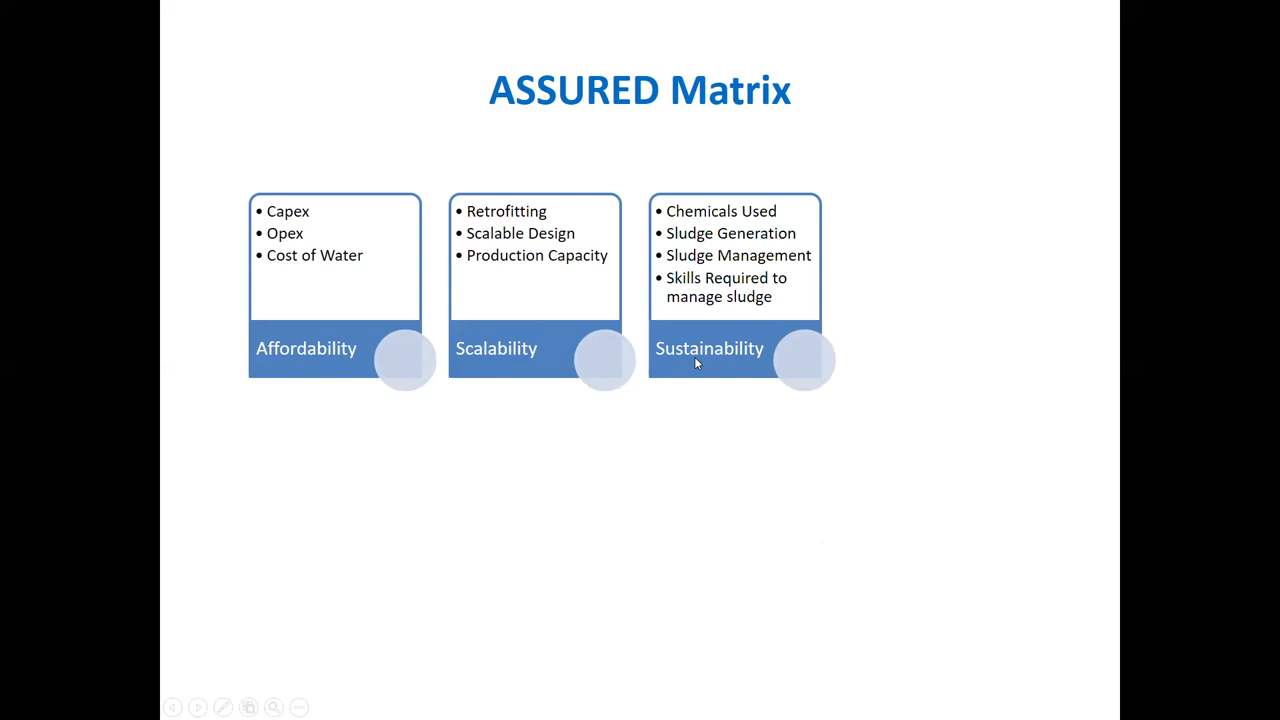 ASSURED Matrix
• Capex
• Opex
• Cost of Water
Affordability
• Retrofitting
• Scalable Design
• Production Capacity
Scalability
• Chemicals Used
• Sludge Generation
• Sludge Management
• Skills Required to
manage sludge
Sustainability